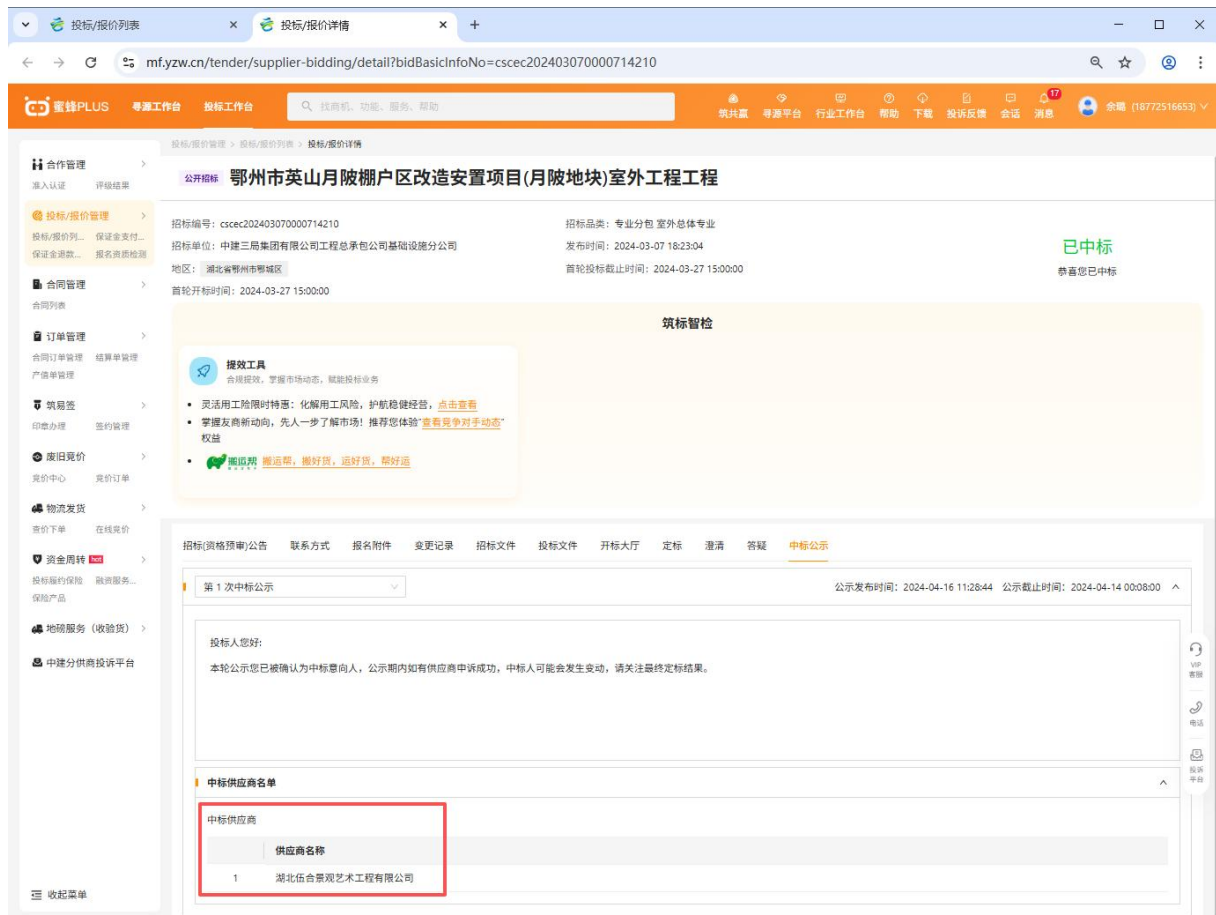 投标/报价列表
投标/报价详情
mf.yzw.cn/tender/supplier-bidding/detail?bidBasicInfoNo=cscec202403070000714210
蜜蜂PLUS 寻源工作台 投标工作台 找商机、功能、服务、帮助 筑共赢 寻源平台 行业工作台 帮助 下载 投诉反馈 会话 17 消息 余璐 (18772516653)
投标/报价管理 > 投标/报价列表 > 投标/报价详情
合作管理
准入认证 评级结果
投标/报价管理
投标/报价列... 保证金支付...
保证金退款... 报名资质检测
合同管理
合同列表
订单管理
合同订单管理 结算单管理
产值单管理
筑易签
印章办理 签约管理
废旧竞价
竞价中心 竞价订单
物流发货
查价下单 在线竞价
资金周转 hot
投标履约保险 融资服务...
保险产品
地磅服务（收验货）
中建分供商投诉平台
收起菜单
公开招标 鄂州市英山月陂棚户区改造安置项目(月陂地块)室外工程工程
招标编号：cscec202403070000714210 招标品类：专业分包 室外总体专业
招标单位：中建三局集团有限公司工程总承包公司基础设施分公司 发布时间：2024-03-07 18:23:04
地区：湖北省鄂州市鄂城区 首轮投标截止时间：2024-03-27 15:00:00
首轮开标时间：2024-03-27 15:00:00
已中标
恭喜您已中标
筑标智检
提效工具
合规提效，掌握市场动态，赋能投标业务
• 灵活用工险限时特惠：化解用工风险，护航稳健经营，点击查看
• 掌握友商新动向，先人一步了解市场！推荐您体验"查看竞争对手动态"
权益
• 搬运帮 搬运帮，搬好货，运好货，帮好运
招标(资格预审)公告 联系方式 报名附件 变更记录 招标文件 投标文件 开标大厅 定标 澄清 答疑 中标公示
第 1 次中标公示 公示发布时间：2024-04-16 11:28:44 公示截止时间：2024-04-14 00:08:00
投标人您好:
本轮公示您已被确认为中标意向人，公示期内如有供应商申诉成功，中标人可能会发生变动，请关注最终定标结果。
中标供应商名单
中标供应商
供应商名称
1 湖北伍合景观艺术工程有限公司
VIP
客服
电话
投诉
平台